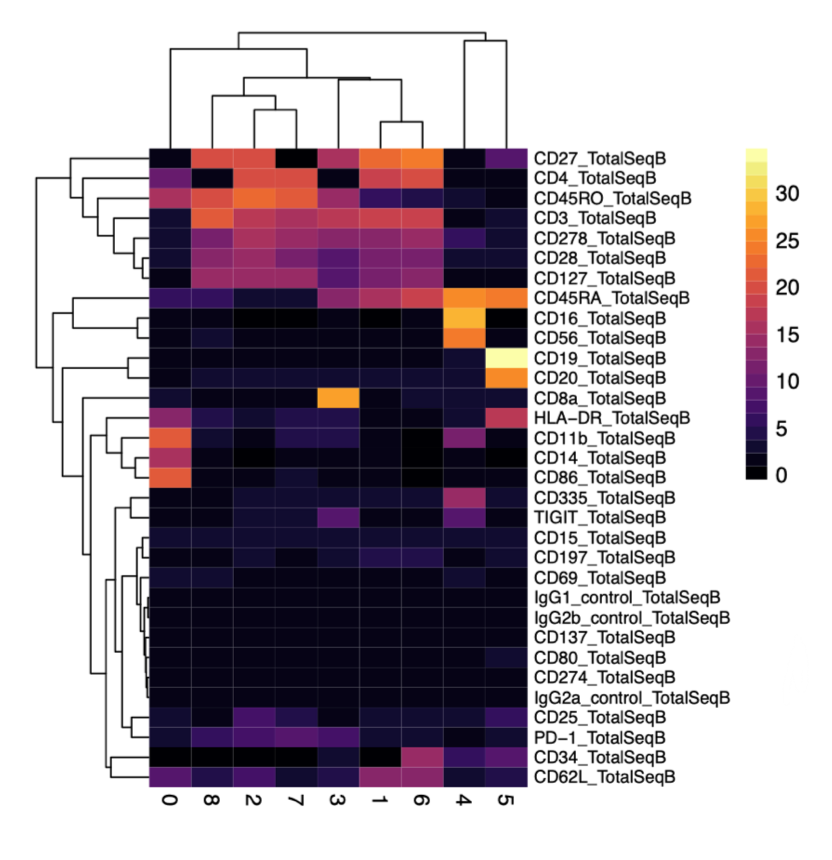 CD27_TotalSeqB
CD4_TotalSeqB
CD45RO_TotalSeqB
CD3_TotalSeqB
CD278_TotalSeqB
CD28_TotalSeqB
CD127_TotalSeqB
CD45RA_TotalSeqB
CD16_TotalSeqB
CD56_TotalSeqB
CD19_TotalSeqB
CD20_TotalSeqB
CD8a_TotalSeqB
HLA−DR_TotalSeqB
CD11b_TotalSeqB
CD14_TotalSeqB
CD86_TotalSeqB
CD335_TotalSeqB
TIGIT_TotalSeqB
CD15_TotalSeqB
CD197_TotalSeqB
CD69_TotalSeqB
IgG1_control_TotalSeqB
IgG2b_control_TotalSeqB
CD137_TotalSeqB
CD80_TotalSeqB
CD274_TotalSeqB
IgG2a_control_TotalSeqB
CD25_TotalSeqB
PD−1_TotalSeqB
CD34_TotalSeqB
CD62L_TotalSeqB
0 8 2 7 3 1 6 4 5
30
25
20
15
10
5
0